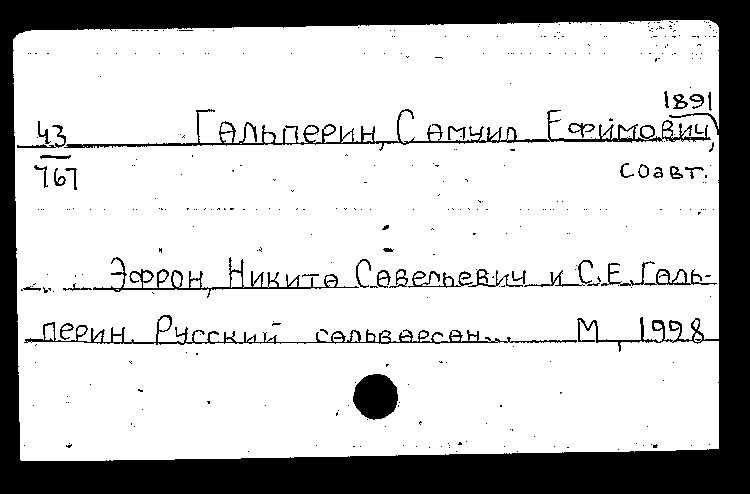 1891
43 Гальперин, Самуил Ефимович,
767 соавт.
Эфрон, Никита Савельевич и С.Е. Галь-
перин. Русский сальварсан... М, 1928